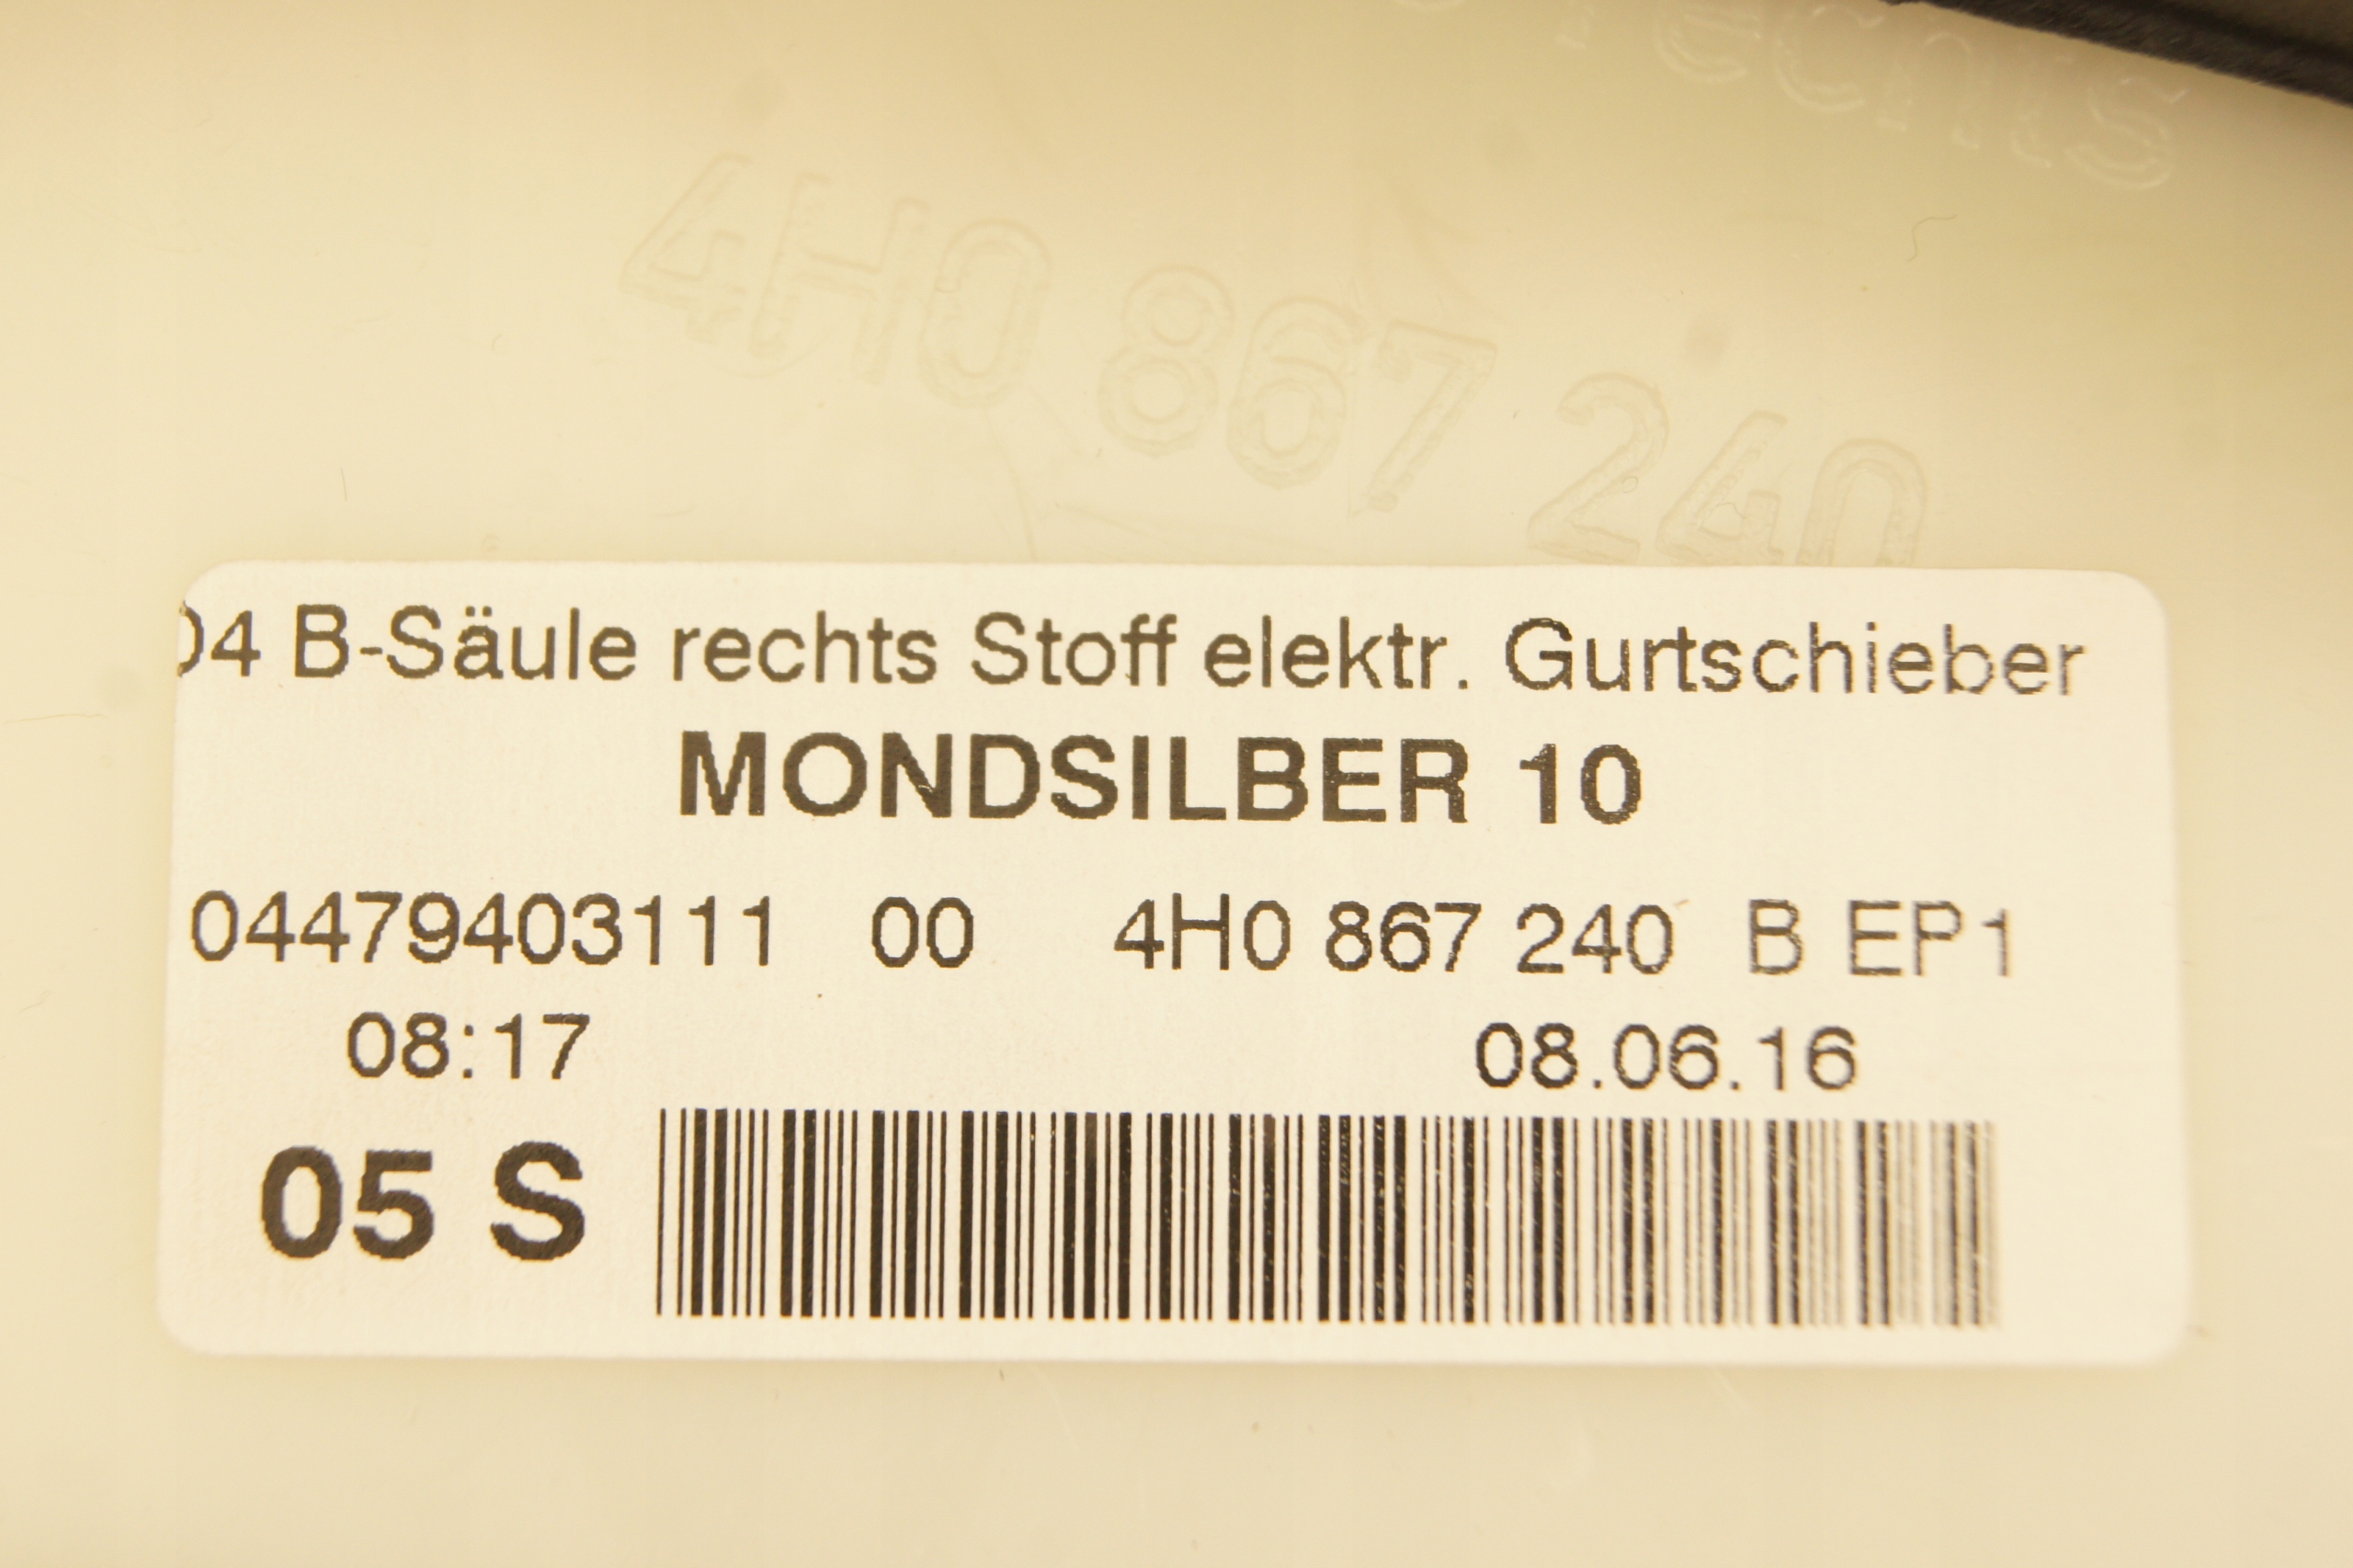 rechts
4H0 867 240
04 B-Säule rechts Stoff elektr. Gurtschieber
MONDSILBER 10
04479403111 00 4H0 867 240 B EP1
08:17 08.06.16
05 S